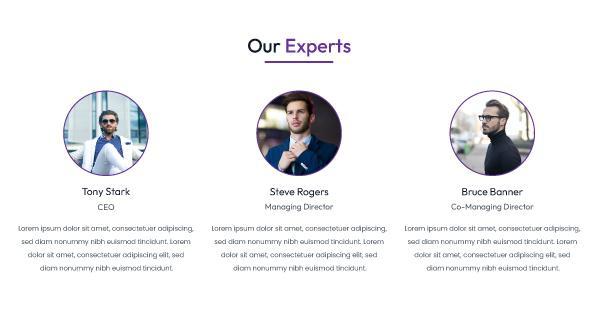 Our Experts
Tony Stark
CEO
Lorem ipsum dolor sit amet, consectetuer adipiscing,
sed diam nonummy nibh euismod tincidunt. Lorem
dolor sit amet, consectetuer adipiscing elit, sed
diam nonummy nibh euismod tincidunt.
Steve Rogers
Managing Director
Lorem ipsum dolor sit amet, consectetuer adipiscing,
sed diam nonummy nibh euismod tincidunt. Lorem
dolor sit amet, consectetuer adipiscing elit, sed
diam nonummy nibh euismod tincidunt.
Bruce Banner
Co-Managing Director
Lorem ipsum dolor sit amet, consectetuer adipiscing,
sed diam nonummy nibh euismod tincidunt. Lorem
dolor sit amet, consectetuer adipiscing elit, sed
diam nonummy nibh euismod tincidunt.